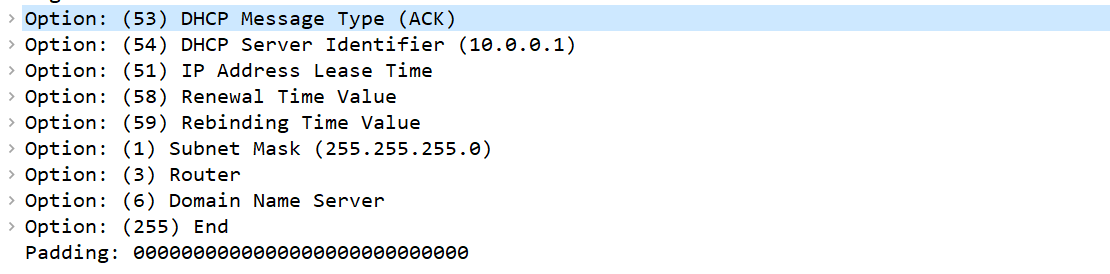 Option: (53) DHCP Message Type (ACK)
Option: (54) DHCP Server Identifier (10.0.0.1)
Option: (51) IP Address Lease Time
Option: (58) Renewal Time Value
Option: (59) Rebinding Time Value
Option: (1) Subnet Mask (255.255.255.0)
Option: (3) Router
Option: (6) Domain Name Server
Option: (255) End
Padding: 0000000000000000000000000000